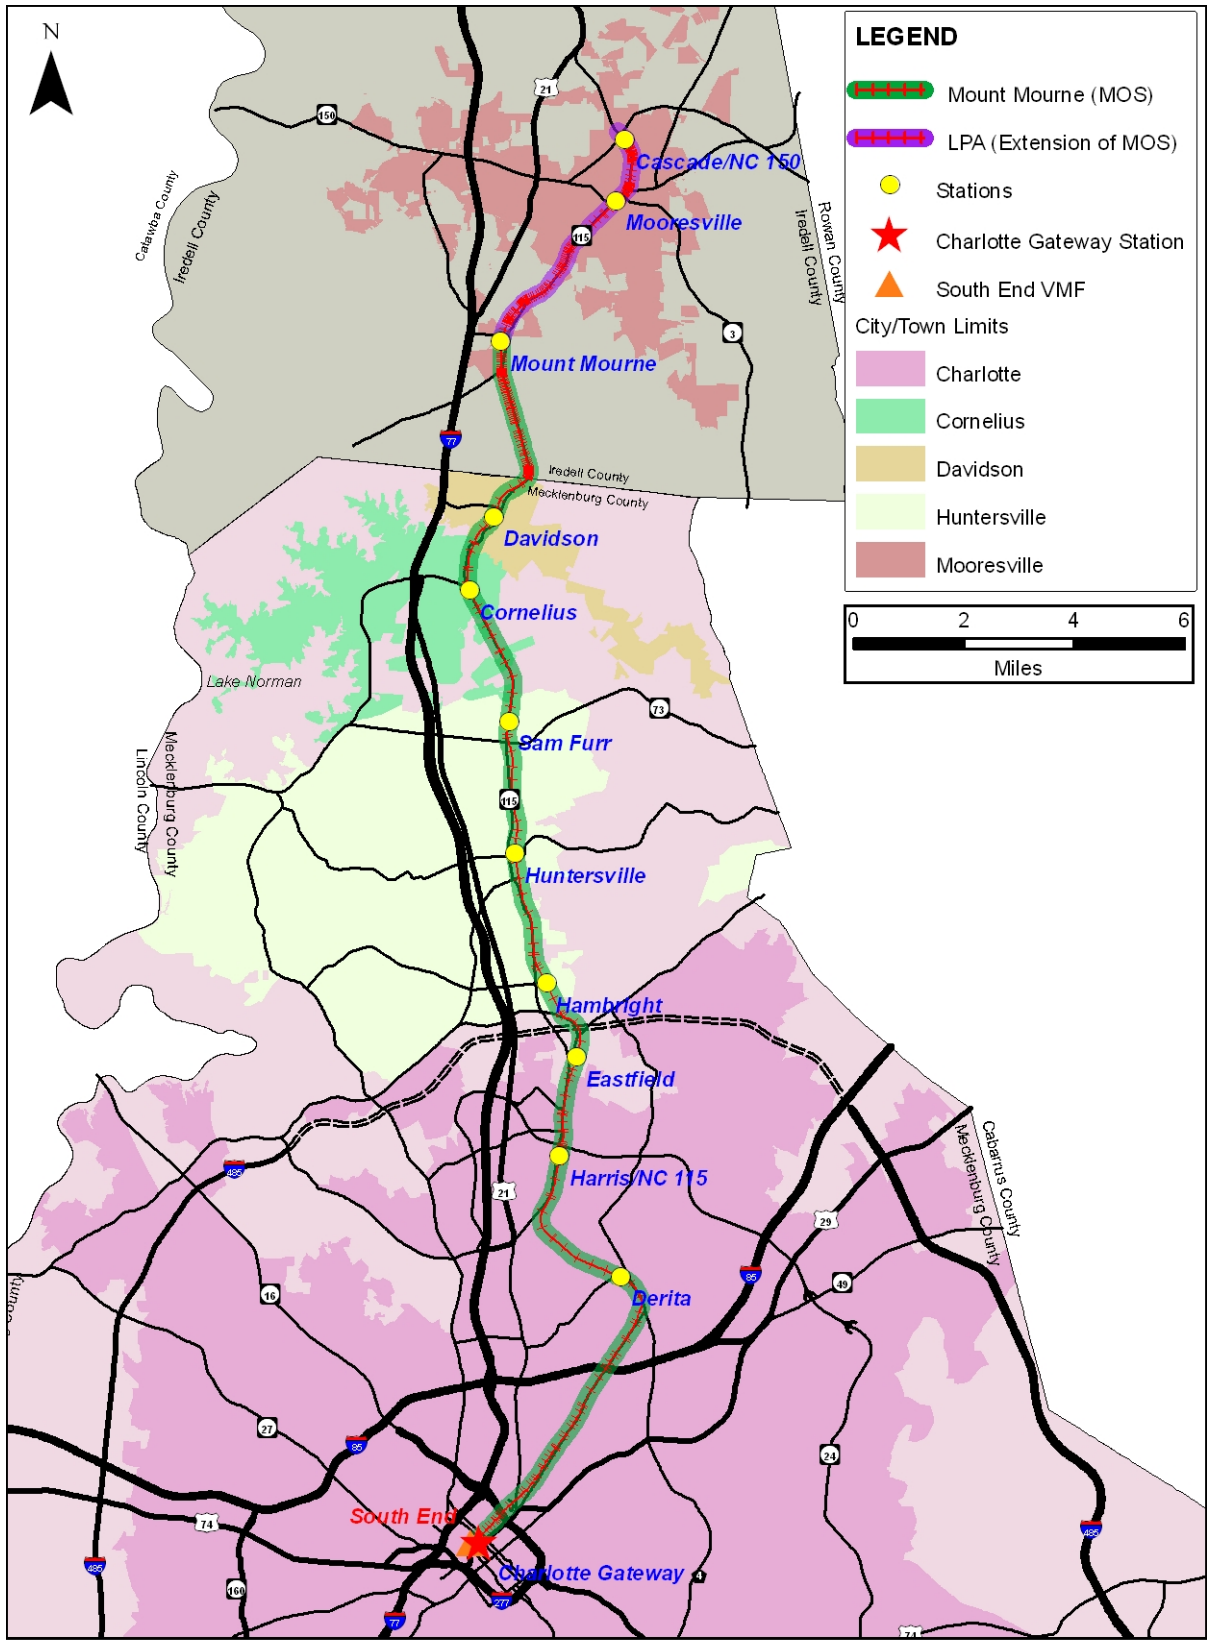 N
LEGEND
Mount Mourne (MOS)
LPA (Extension of MOS)
Stations
Charlotte Gateway Station
South End VMF
City/Town Limits
Charlotte
Cornelius
Davidson
Huntersville
Mooresville
0 2 4 6
Miles
21
150
Cascade/NC 150
Catawba County
Iredell County
Rowan County
Iredell County
Mooresville
115
3
Mount Mourne
77
Iredell County
Mecklenburg County
Davidson
Cornelius
Lake Norman
73
Sam Furr
Lincoln County
Mecklenburg County
115
Huntersville
Hambright
Eastfield
Cabarrus County
Mecklenburg County
485
Harris/NC 115
21
29
85
49
16
Derita
County
27
85
24
South End
74
485
485
Charlotte Gateway
4
160
277
77
74